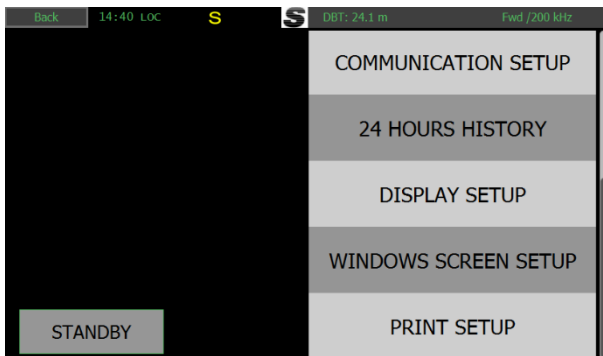 Back 14:40 LOC S S DBT: 24.1 m Fwd /200 kHz
COMMUNICATION SETUP
24 HOURS HISTORY
DISPLAY SETUP
WINDOWS SCREEN SETUP
STANDBY
PRINT SETUP